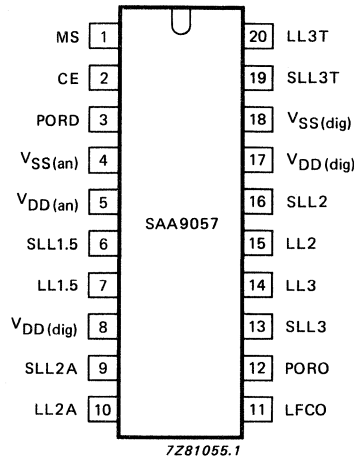 MS 1 20 LL3T
CE 2 19 SLL3T
PORD 3 18 VSS(dig)
VSS(an) 4 17 VDD(dig)
VDD(an) 5 16 SLL2
SAA9057
SLL1.5 6 15 LL2
LL1.5 7 14 LL3
VDD(dig) 8 13 SLL3
SLL2A 9 12 PORO
LL2A 10 11 LFCO
7Z81055.1